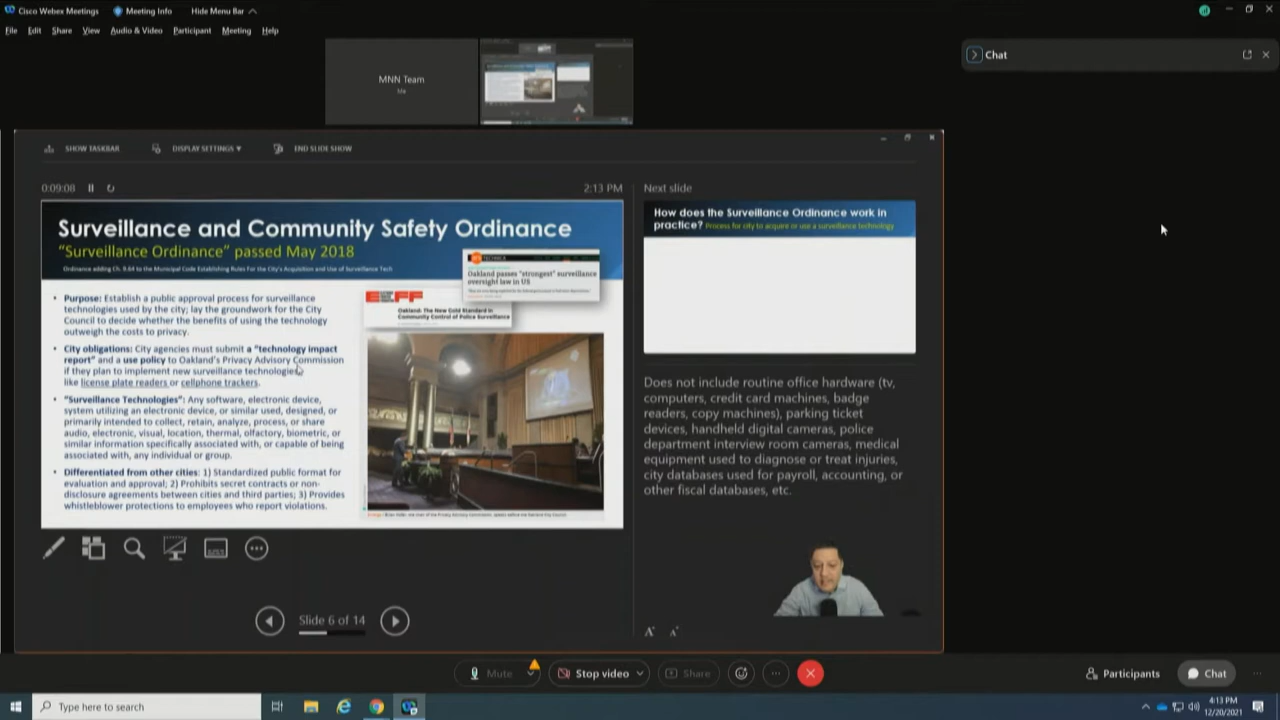 Cisco Webex Meetings
Meeting Info
Hide Menu Bar
File Edit Share View Audio & Video Participant Meeting Help
MNN Team
Me
Chat
SHOW TASKBAR
DISPLAY SETTINGS
END SLIDE SHOW
0:09:08
2:13 PM
Surveillance and Community Safety Ordinance
"Surveillance Ordinance" passed May 2018
Ordinance adding Ch. 9.64 to the Municipal Code Establishing Rules For the City's Acquisition and Use of Surveillance Tech
Oakland passes "strongest" surveillance
oversight law in US
EFF
Oakland: The New Gold Standard in
Community Control of Police Surveillance
• Purpose: Establish a public approval process for surveillance
technologies used by the city; lay the groundwork for the City
Council to decide whether the benefits of using the technology
outweigh the costs to privacy.
• City obligations: City agencies must submit a "technology impact
report" and a use policy to Oakland's Privacy Advisory Commission
if they plan to implement new surveillance technologies
like license plate readers or cellphone trackers.
• "Surveillance Technologies": Any software, electronic device,
system utilizing an electronic device, or similar used, designed, or
primarily intended to collect, retain, analyze, process, or share
audio, electronic, visual, location, thermal, olfactory, biometric, or
similar information specifically associated with, or capable of being
associated with, any individual or group.
• Differentiated from other cities: 1) Standardized public format for
evaluation and approval; 2) Prohibits secret contracts or non-
disclosure agreements between cities and third parties; 3) Provides
whistleblower protections to employees who report violations.
Next slide
How does the Surveillance Ordinance work in
practice? Process for city to acquire or use a surveillance technology
Does not include routine office hardware (tv,
computers, credit card machines, badge
readers, copy machines), parking ticket
devices, handheld digital cameras, police
department interview room cameras, medical
equipment used to diagnose or treat injuries,
city databases used for payroll, accounting, or
other fiscal databases, etc.
Slide 6 of 14
A A
Mute
Stop video
Share
Participants
Chat
Type here to search
4:13 PM
12/20/2021